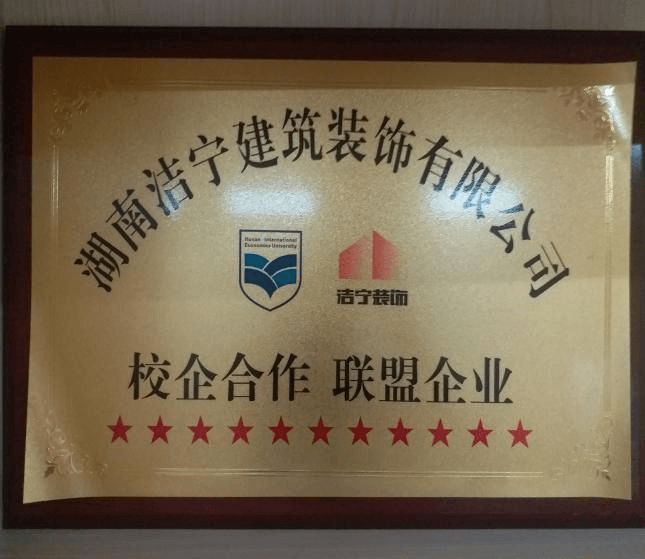 湖南洁宁建筑装饰有限公司
Hunan International
Economics University
洁宁装饰
校企合作 联盟企业